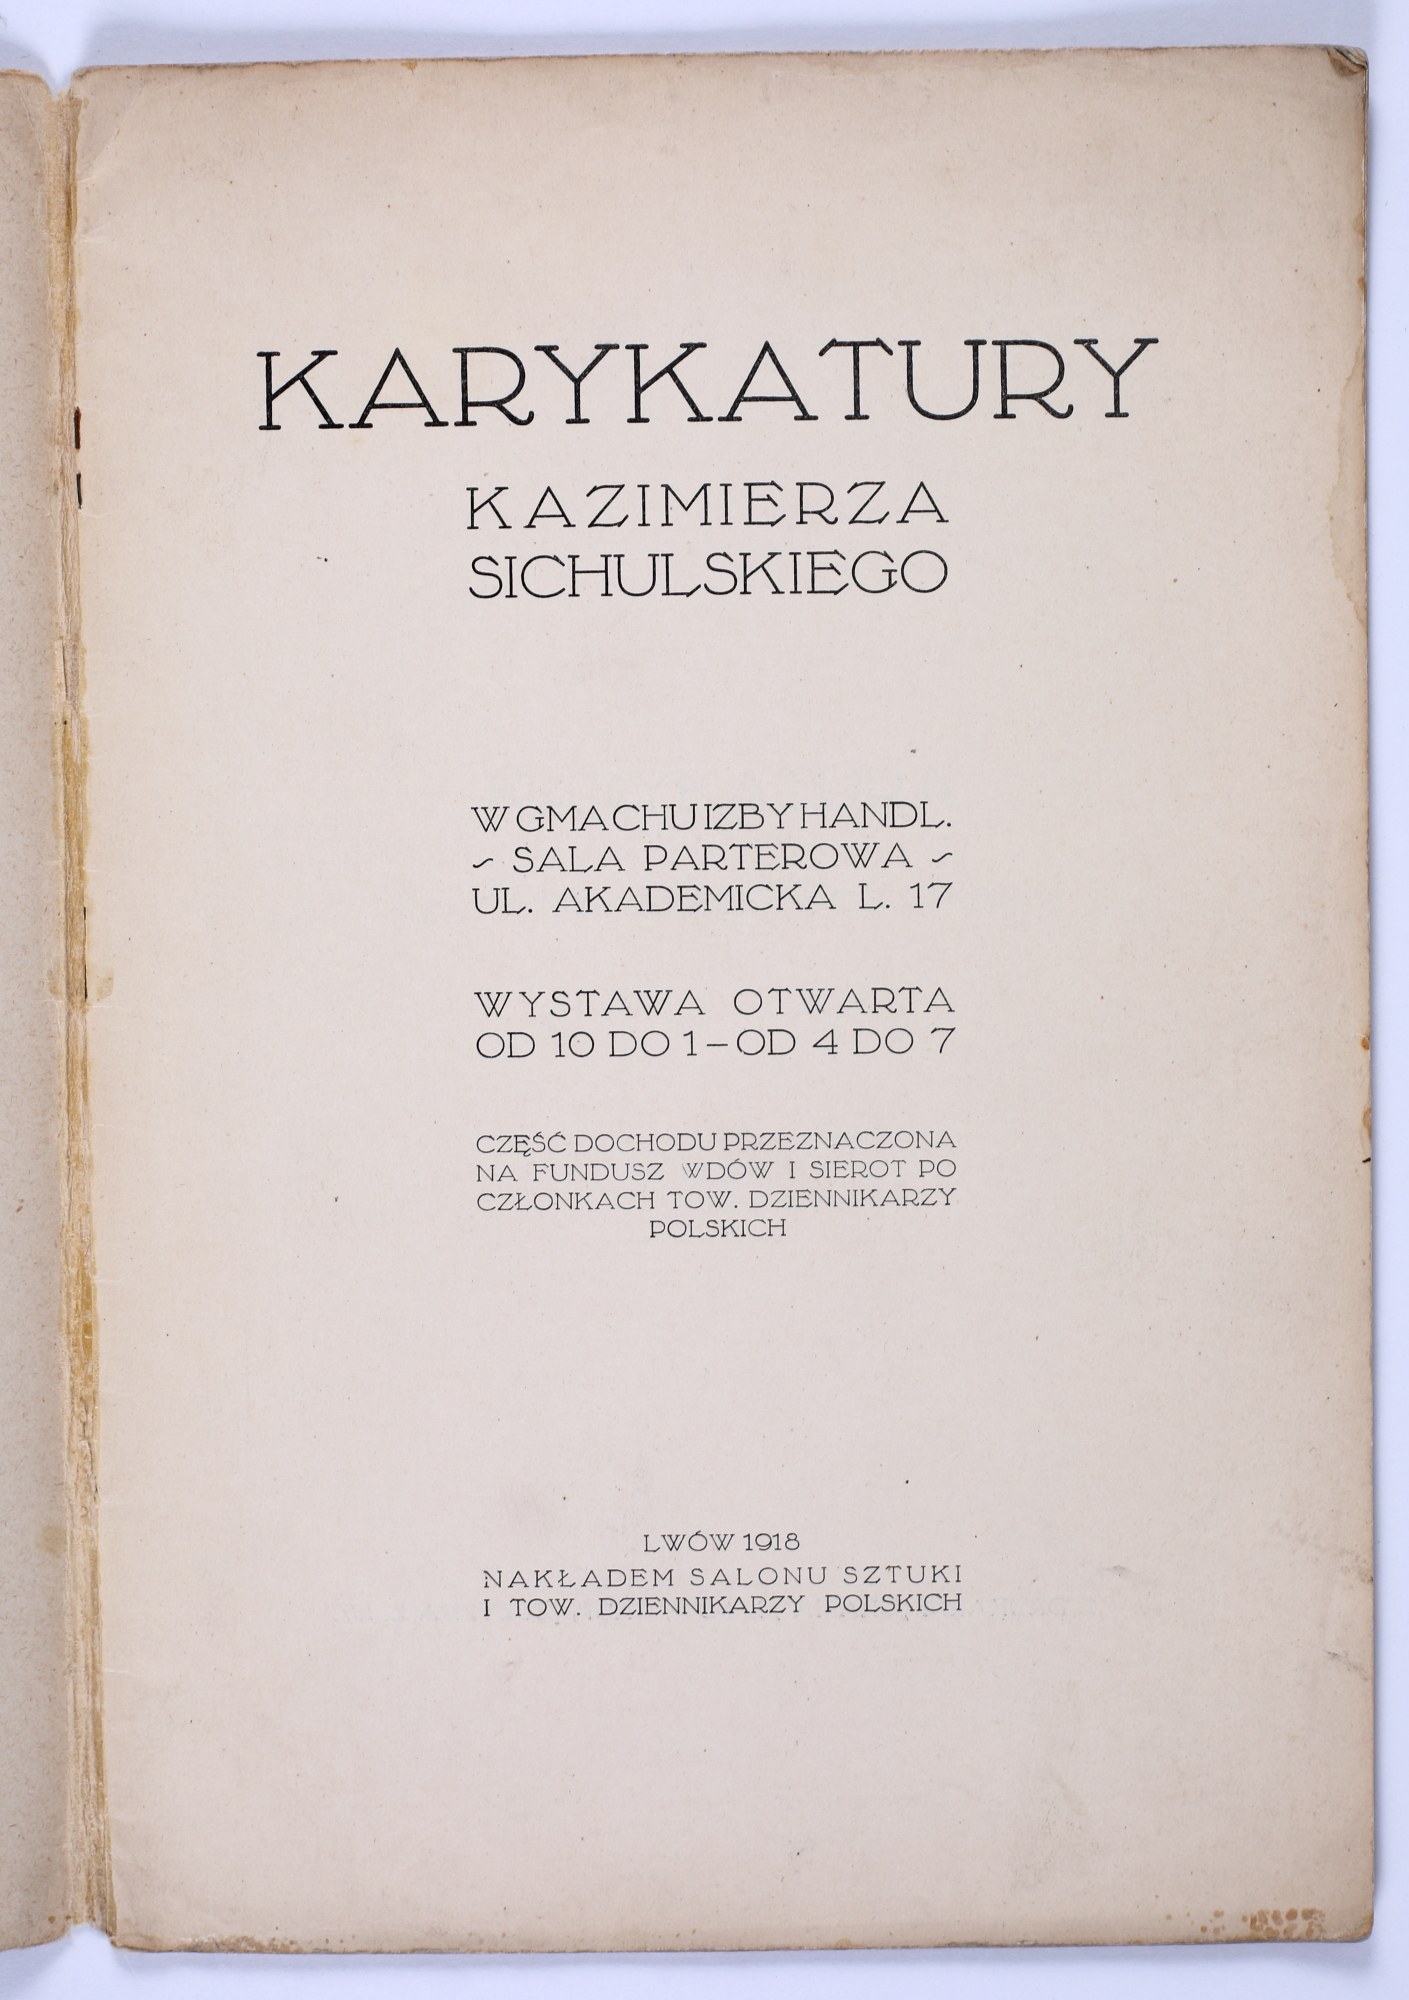 KARYKATURY
KAZIMIERZA
SICHULSKIEGO
W GMACHU IZBY HANDL.
~ SALA PARTEROWA ~
UL. AKADEMICKA L. 17
WYSTAWA OTWARTA
OD 10 DO 1 – OD 4 DO 7
CZĘŚĆ DOCHODU PRZEZNACZONA
NA FUNDUSZ WDÓW I SIEROT PO
CZŁONKACH TOW. DZIENNIKARZY
POLSKICH
LWÓW 1918
NAKŁADEM SALONU SZTUKI
I TOW. DZIENNIKARZY POLSKICH